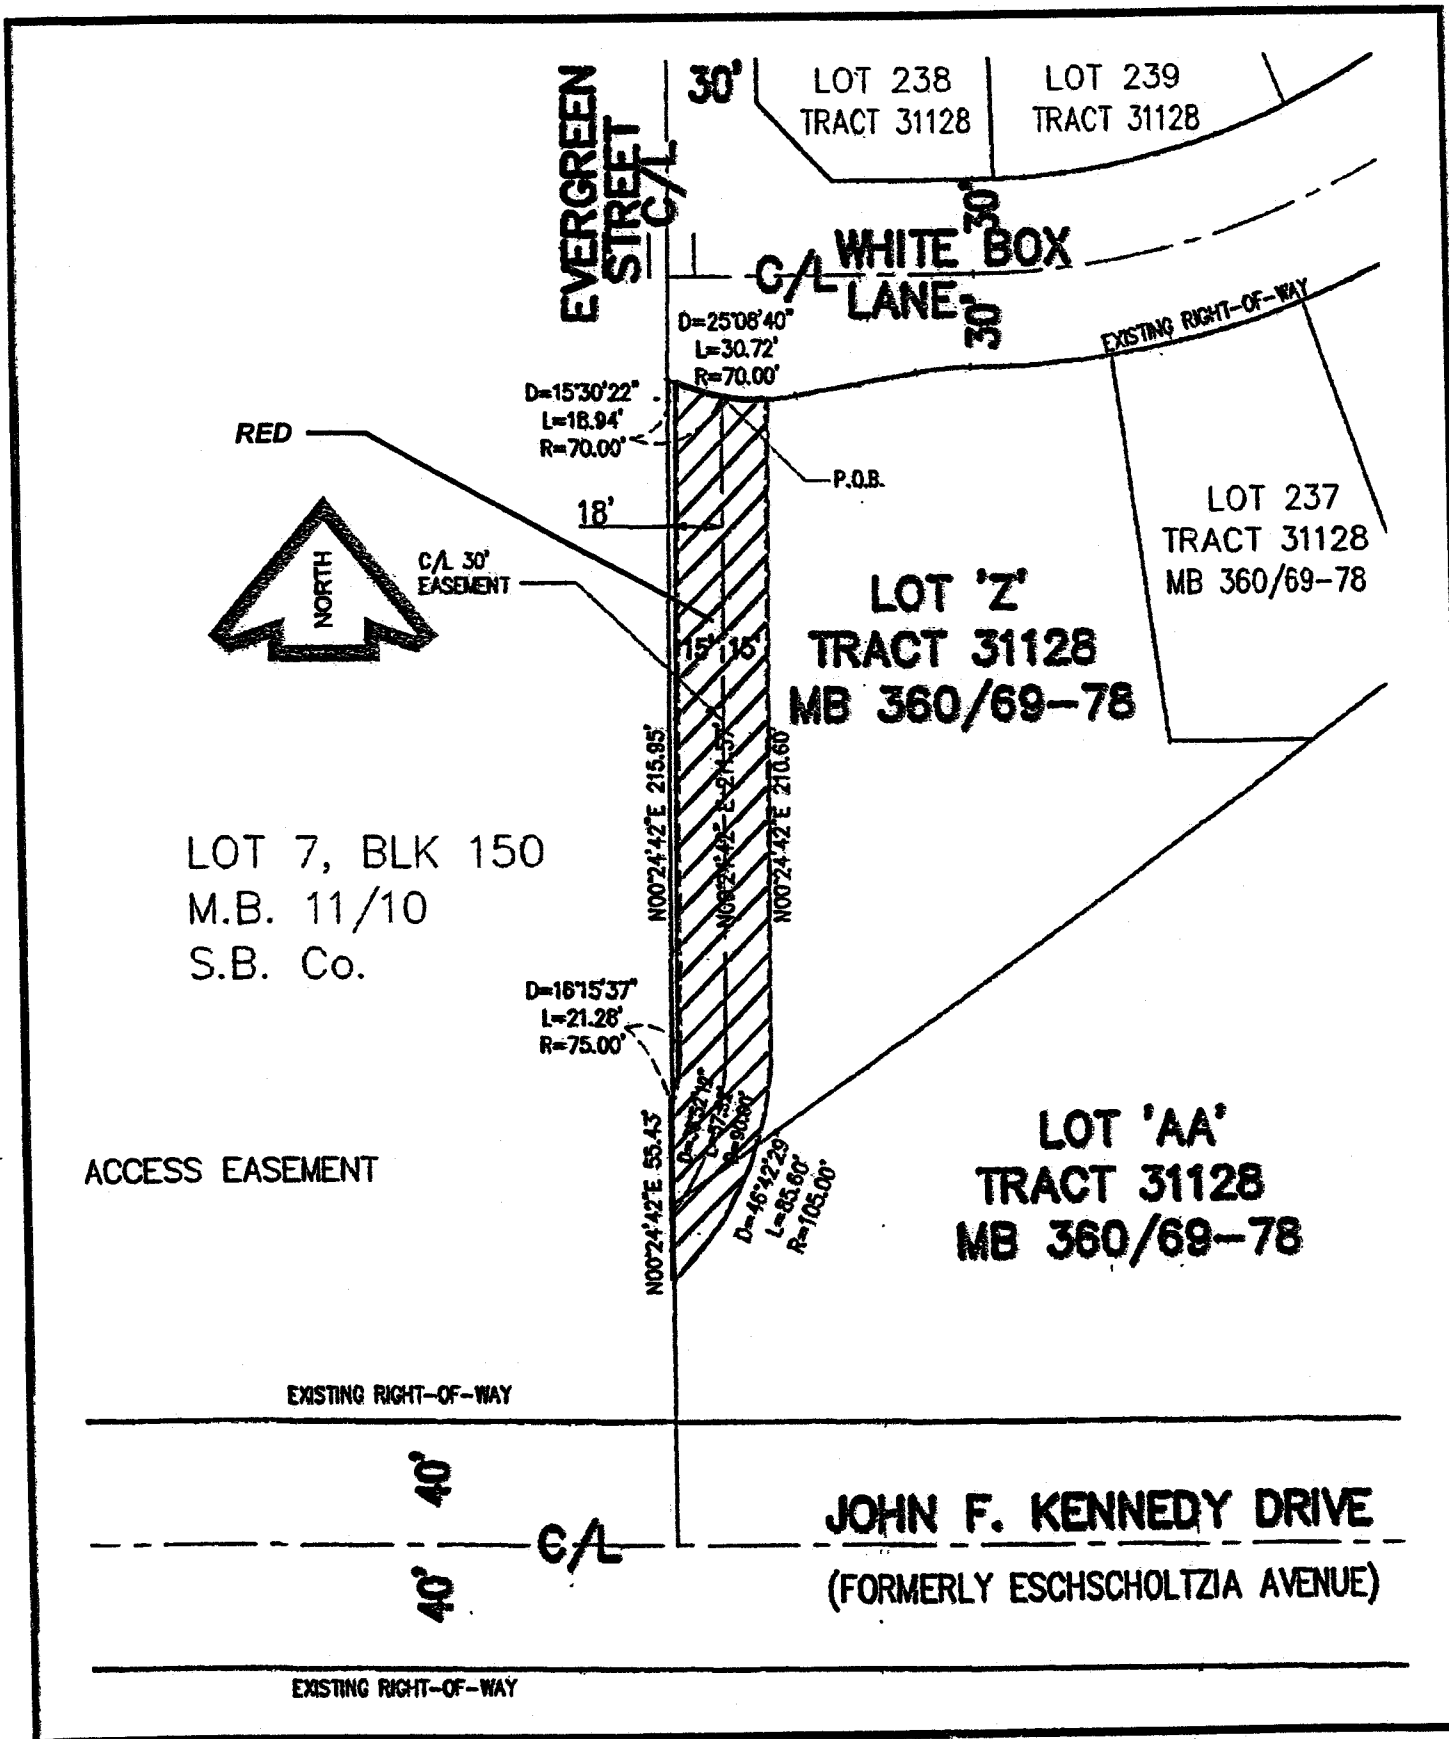 EVERGREEN
STREET
C/L
30'
LOT 238
TRACT 31128
LOT 239
TRACT 31128
30'
C/L WHITE BOX
LANE
30'
EXISTING RIGHT-OF-WAY
D=25°08'40"
L=30.72'
R=70.00'
D=15°30'22"
L=18.94'
R=70.00'
RED
P.O.B.
18'
NORTH
C/L 30'
EASEMENT
15' 15'
LOT 237
TRACT 31128
MB 360/69-78
LOT 'Z'
TRACT 31128
MB 360/69-78
N00°24'42"E 215.95'
N00°24'42"E 211.57'
N00°24'42"E 210.60'
LOT 7, BLK 150
M.B. 11/10
S.B. Co.
D=16°15'37"
L=21.28'
R=75.00'
N00°24'42"E 55.43'
D=46°42'29"
L=85.60'
R=105.00'
ACCESS EASEMENT
LOT 'AA'
TRACT 31128
MB 360/69-78
EXISTING RIGHT-OF-WAY
40'
C/L
40'
JOHN F. KENNEDY DRIVE
(FORMERLY ESCHSCHOLTZIA AVENUE)
EXISTING RIGHT-OF-WAY